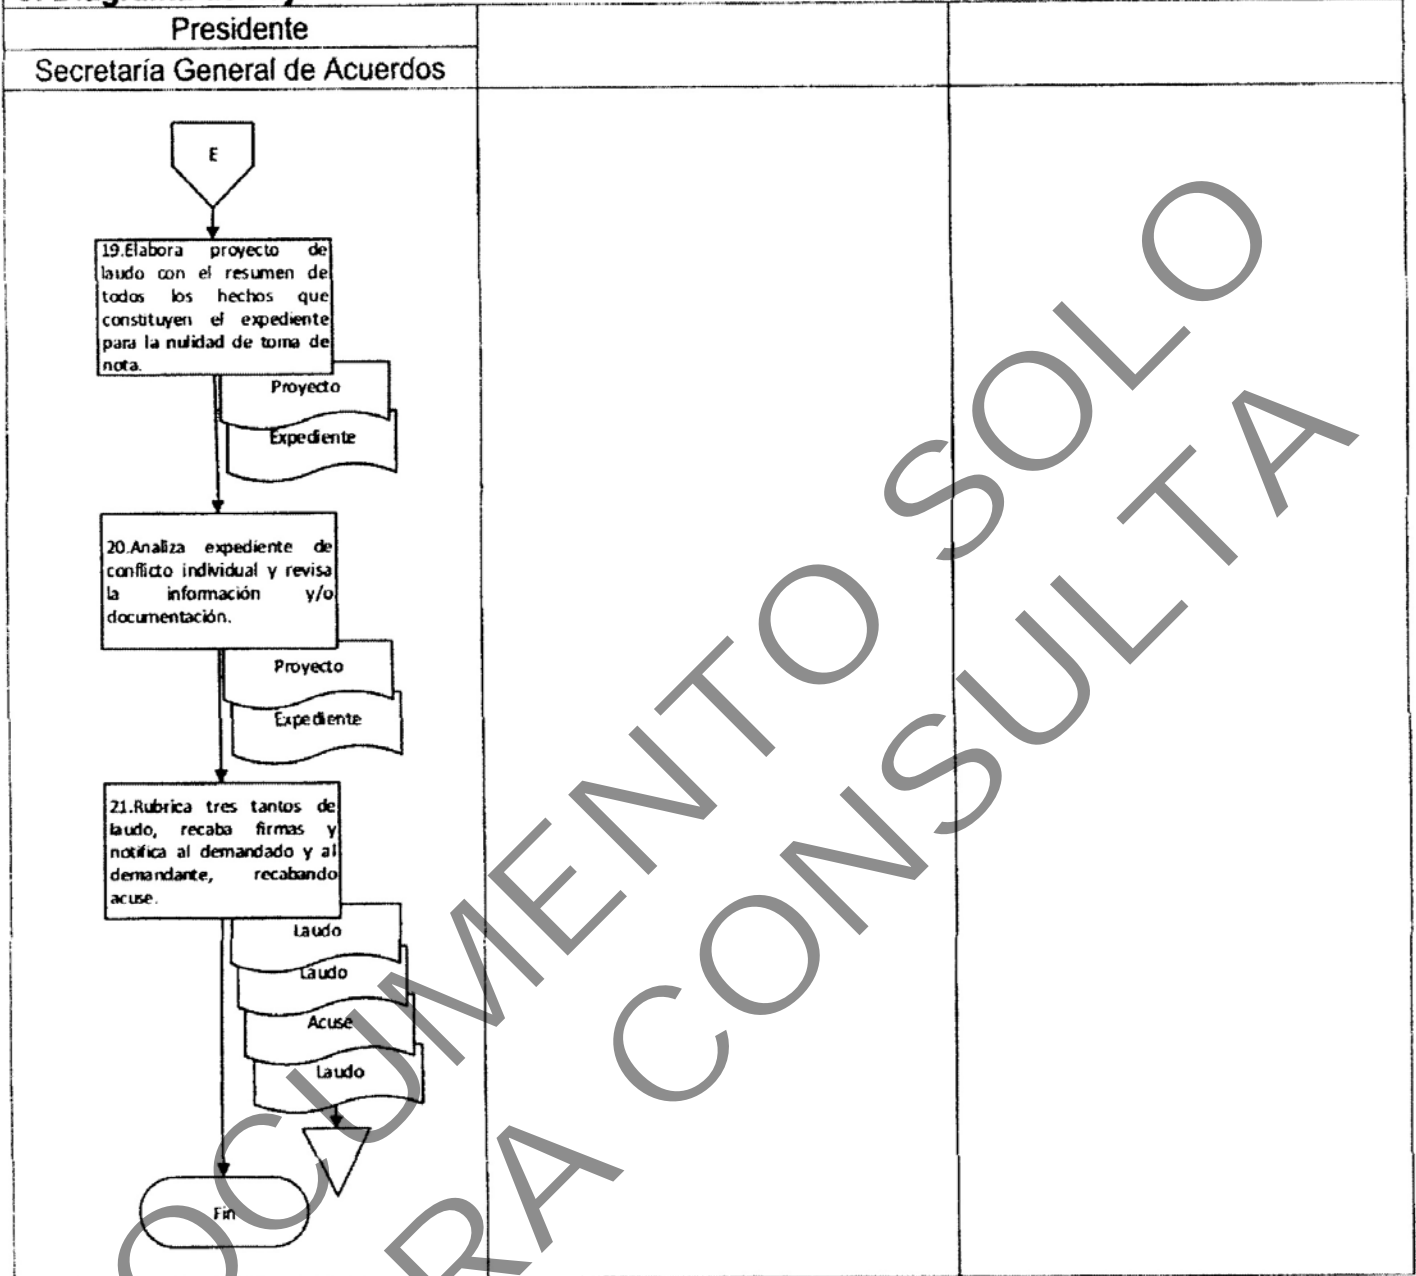 Presidente
Secretaría General de Acuerdos
E
19.Elabora proyecto de
laudo con el resumen de
todos los hechos que
constituyen el expediente
para la nulidad de toma de
nota.
Proyecto
Expediente
20.Analiza expediente de
conflicto individual y revisa
la información y/o
documentación.
Proyecto
Expediente
21.Rubrica tres tantos de
laudo, recaba firmas y
notifica al demandado y al
demandante, recabando
acuse.
Laudo
Laudo
Acuse
Laudo
Fin
OCUMENTO SOLO
RA CONSULTA